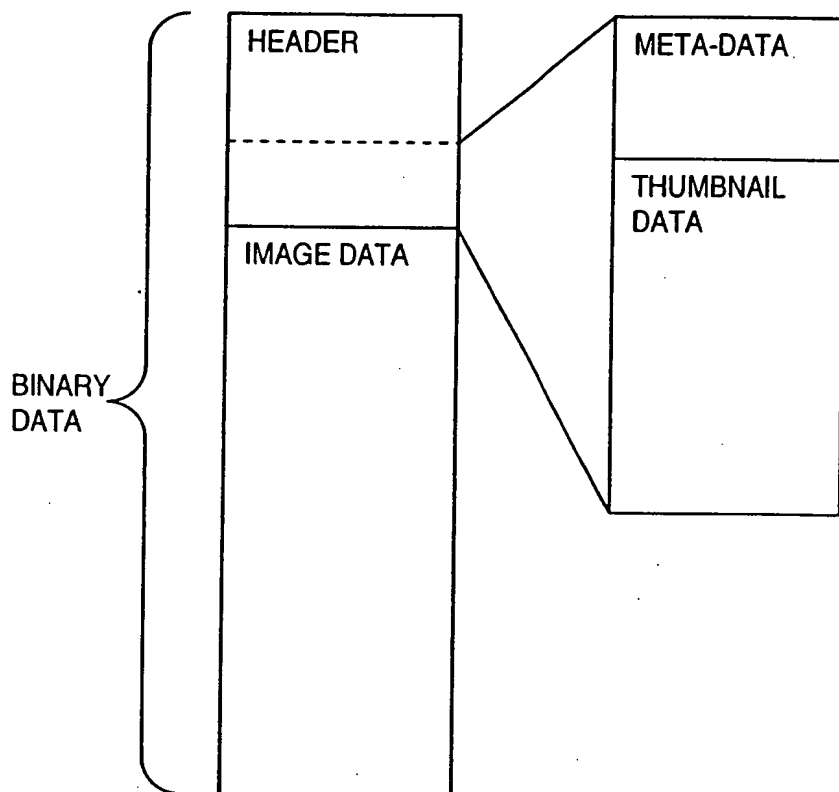 HEADER
META-DATA
THUMBNAIL
DATA
IMAGE DATA
BINARY
DATA